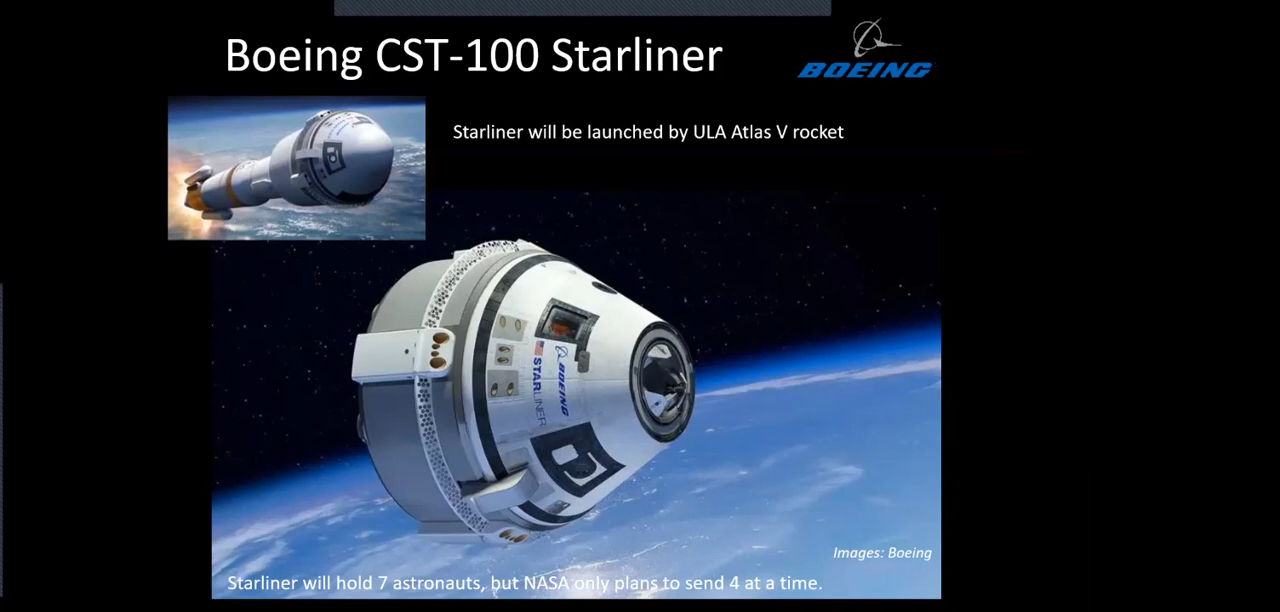 Boeing CST-100 Starliner
BOEING
Starliner will be launched by ULA Atlas V rocket
BOEING
STARLINER
Images: Boeing
Starliner will hold 7 astronauts, but NASA only plans to send 4 at a time.